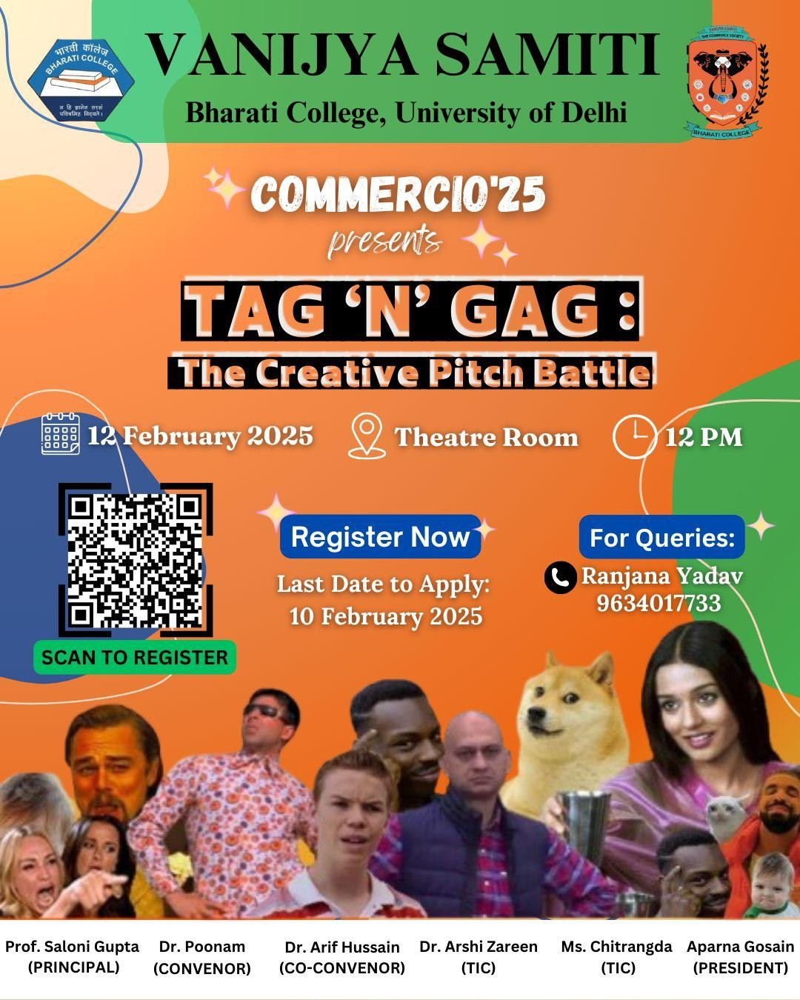 VANIJYA SAMITI
Bharati College, University of Delhi
भारती कॉलेज
BHARATI COLLEGE
न हि ज्ञानेन सदृशं
पवित्रमिह विद्यते।
VANIJYA SAMITI
THE COMMERCE SOCIETY
BHARATI COLLEGE
COMMERCIO'25
presents
TAG ‘N’ GAG :
The Creative Pitch Battle
12 February 2025
Theatre Room
12 PM
Register Now
Last Date to Apply:
10 February 2025
For Queries:
Ranjana Yadav
9634017733
SCAN TO REGISTER
Prof. Saloni Gupta
(PRINCIPAL)
Dr. Poonam
(CONVENOR)
Dr. Arif Hussain
(CO-CONVENOR)
Dr. Arshi Zareen
(TIC)
Ms. Chitrangda
(TIC)
Aparna Gosain
(PRESIDENT)